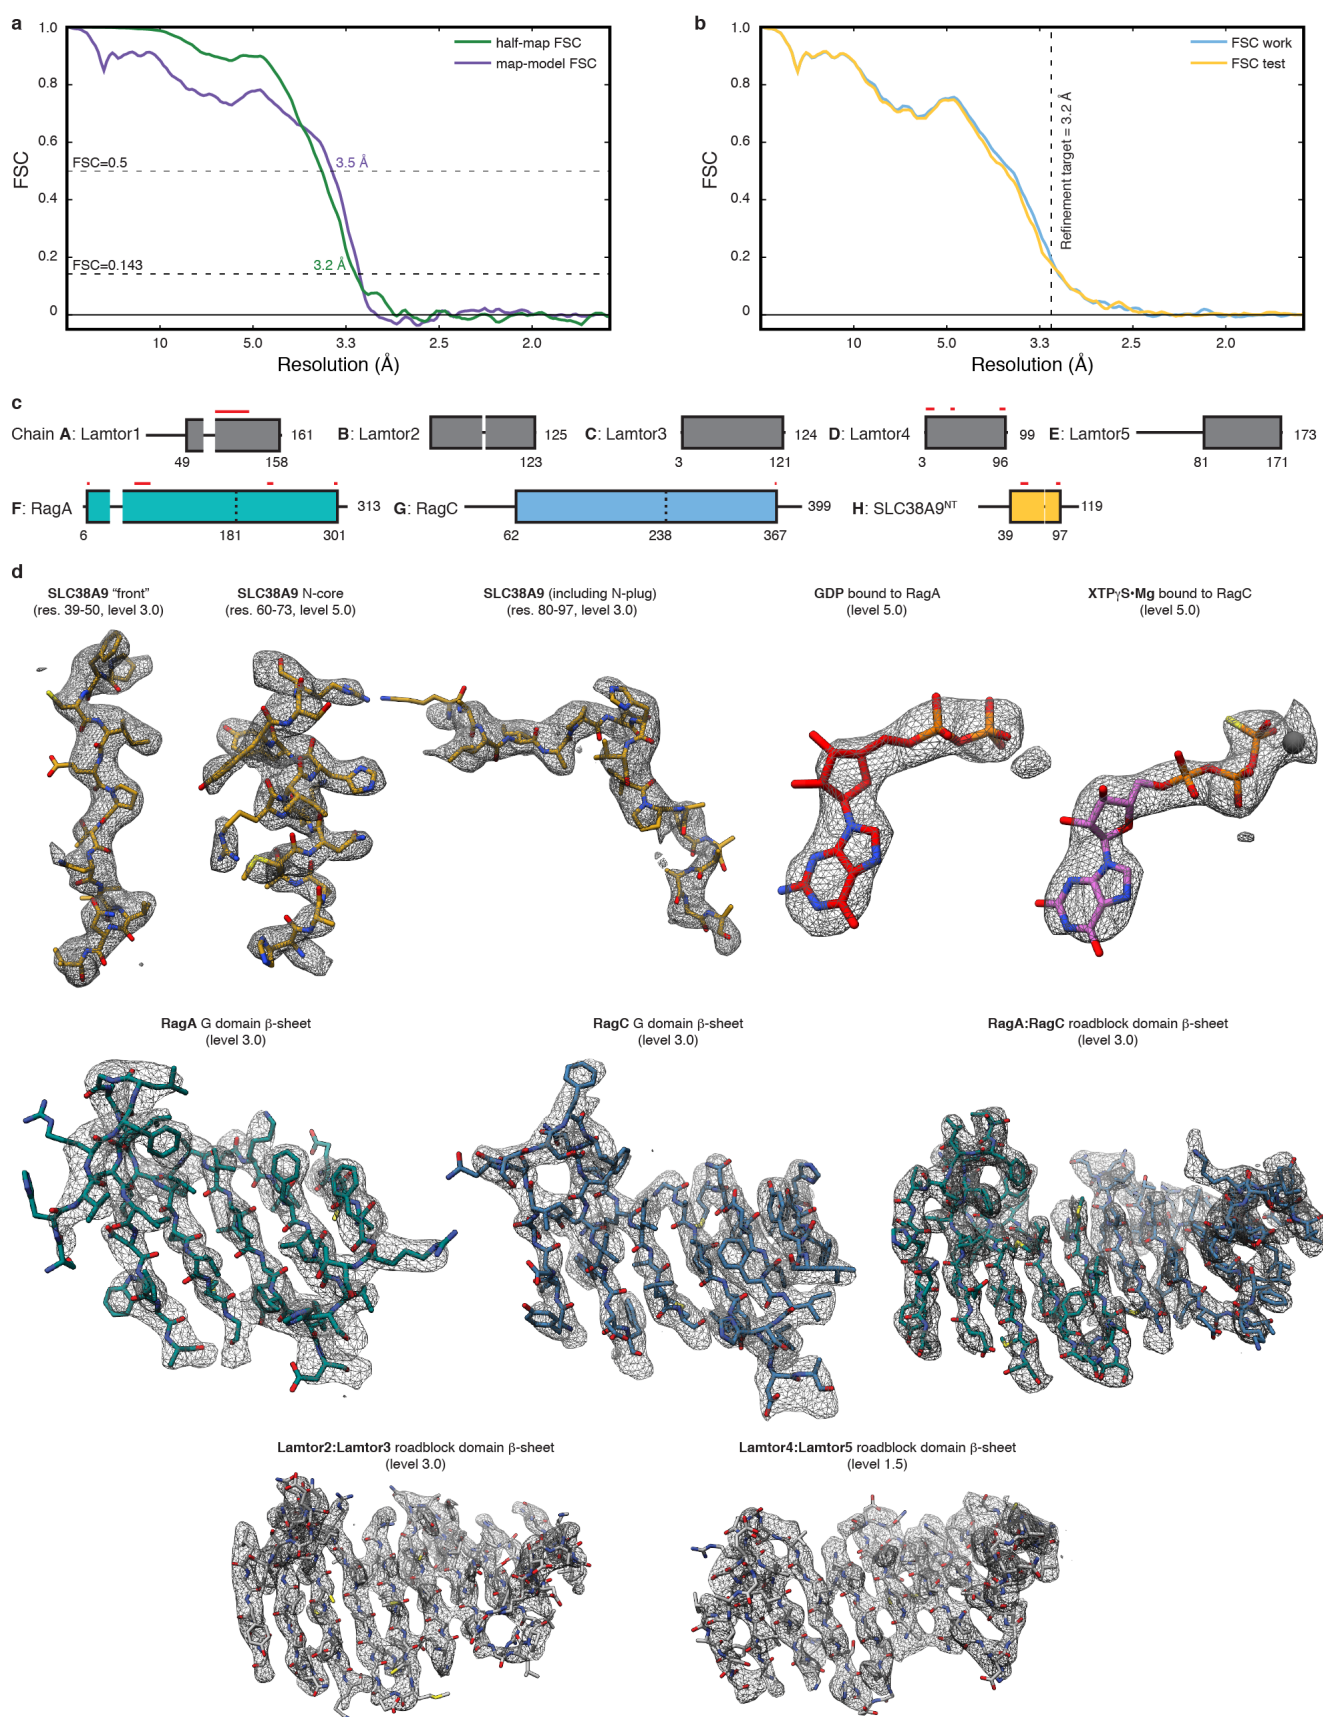 a
1.0
0.8
0.6
0.4
0.2
0
FSC
half-map FSC
map-model FSC
FSC=0.5
3.5 Å
FSC=0.143
3.2 Å
10 5.0 3.3 2.5 2.0
Resolution (Å)
b
1.0
0.8
0.6
0.4
0.2
0
FSC
FSC work
FSC test
Refinement target = 3.2 Å
10 5.0 3.3 2.5 2.0
Resolution (Å)
c
Chain A: Lamtor1 161
49 158
B: Lamtor2 125
123
C: Lamtor3 124
3 121
D: Lamtor4 99
3 96
E: Lamtor5 173
81 171
F: RagA 313
6 181 301
G: RagC 399
62 238 367
H: SLC38A9NT 119
39 97
d
SLC38A9 “front”
(res. 39-50, level 3.0)
SLC38A9 N-core
(res. 60-73, level 5.0)
SLC38A9 (including N-plug)
(res. 80-97, level 3.0)
GDP bound to RagA
(level 5.0)
XTPγS•Mg bound to RagC
(level 5.0)
RagA G domain β-sheet
(level 3.0)
RagC G domain β-sheet
(level 3.0)
RagA:RagC roadblock domain β-sheet
(level 3.0)
Lamtor2:Lamtor3 roadblock domain β-sheet
(level 3.0)
Lamtor4:Lamtor5 roadblock domain β-sheet
(level 1.5)